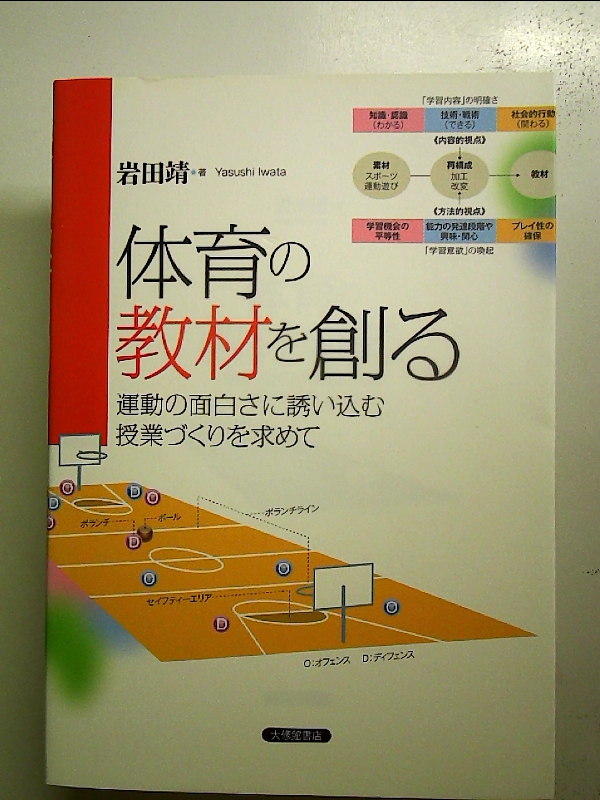 「学習内容」の明確さ
知識・認識
(わかる)
技術・戦術
(できる)
社会的行動
(関わる)
《内容的視点》
素材
スポーツ
運動遊び
再構成
加工
改変
教材
《方法的視点》
学習機会の
平等性
能力の発達段階や
興味・関心
プレイ性の
確保
「学習意欲」の喚起
岩田靖・著 Yasushi Iwata
体育の
教材を創る
運動の面白さに誘い込む
授業づくりを求めて
O
D
D
O
O
ボランチ
ボール
ボランチライン
D
O
O
セイフティーエリア
O
D
O:オフェンス D:ディフェンス
大修館書店